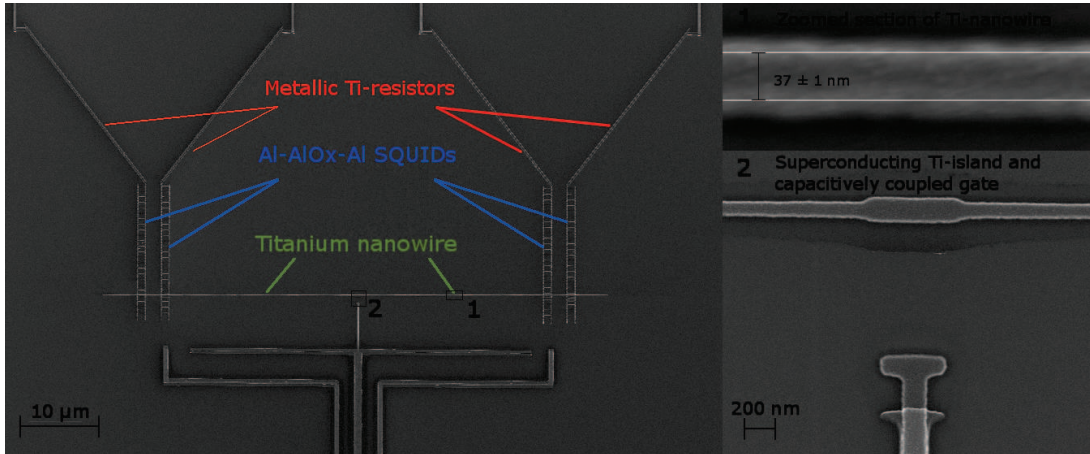 Metallic Ti-resistors
Al-AlOx-Al SQUIDs
Titanium nanowire
2
1
10 μm
1 Zoomed section of Ti-nanowire
37 ± 1 nm
2 Superconducting Ti-island and
capacitively coupled gate
200 nm